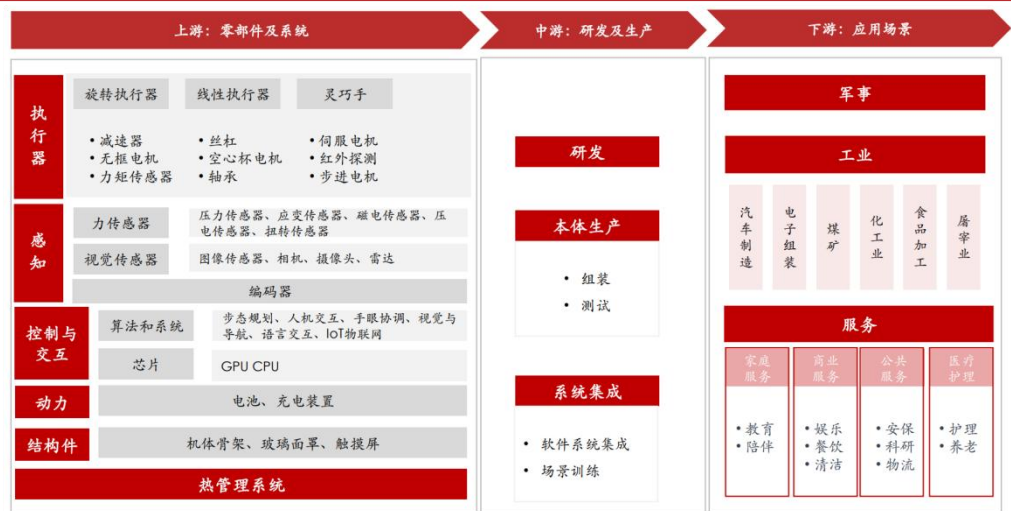 上游：零部件及系统
中游：研发及生产
下游：应用场景
执行器
旋转执行器
线性执行器
灵巧手
• 减速器
• 无框电机
• 力矩传感器
• 丝杠
• 空心杯电机
• 轴承
• 伺服电机
• 红外探测
• 步进电机
感知
力传感器
压力传感器、应变传感器、磁电传感器、压
电传感器、扭转传感器
视觉传感器
图像传感器、相机、摄像头、雷达
编码器
控制与
交互
算法和系统
步态规划、人机交互、手眼协调、视觉与
导航、语言交互、IoT物联网
芯片
GPU CPU
动力
电池、充电装置
结构件
机体骨架、玻璃面罩、触摸屏
热管理系统
研发
本体生产
• 组装
• 测试
系统集成
• 软件系统集成
• 场景训练
军事
工业
汽车制造
电子组装
煤矿
化工业
食品加工
屠宰业
服务
家庭
服务
• 教育
• 陪伴
商业
服务
• 娱乐
• 餐饮
• 清洁
公共
服务
• 安保
• 科研
• 物流
医疗
护理
• 护理
• 养老